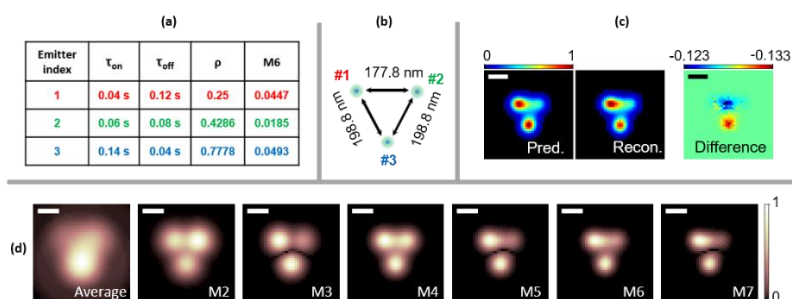 (a)
Emitter index τon τoff ρ M6
1 0.04 s 0.12 s 0.25 0.0447
2 0.06 s 0.08 s 0.4286 0.0185
3 0.14 s 0.04 s 0.7778 0.0493
(b)
#1 177.8 nm #2
198.8 nm 198.8 nm
#3
(c)
0 1 -0.123 -0.133
Pred. Recon. Difference
(d)
Average M2 M3 M4 M5 M6 M7
1
0